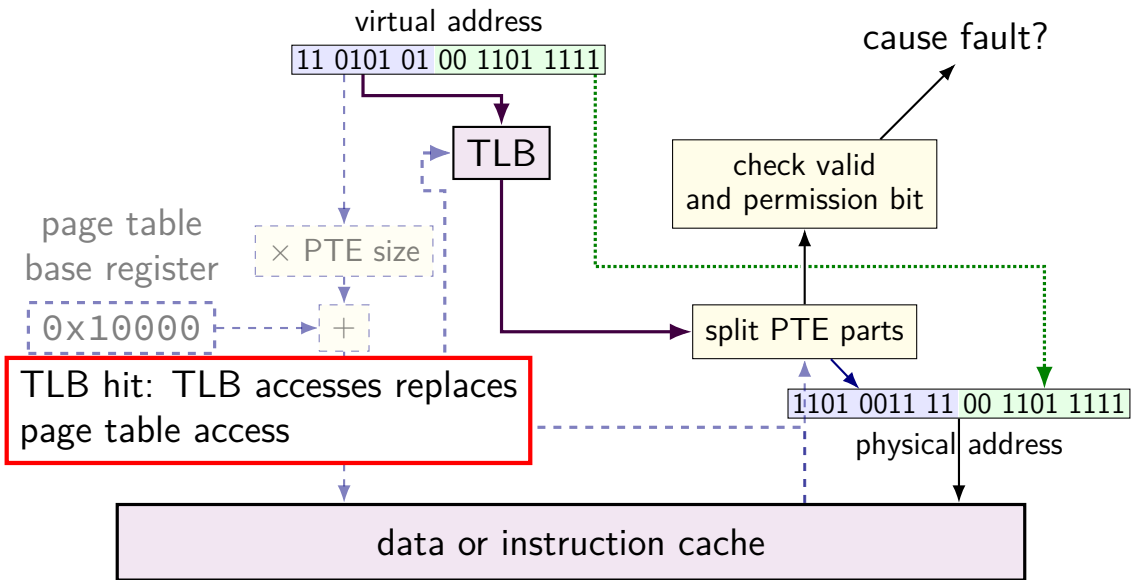 virtual address
11 0101 01 00 1101 1111
cause fault?
TLB
check valid
and permission bit
page table
base register
× PTE size
0x10000
+
split PTE parts
TLB hit: TLB accesses replaces
page table access
1101 0011 11 00 1101 1111
physical address
data or instruction cache